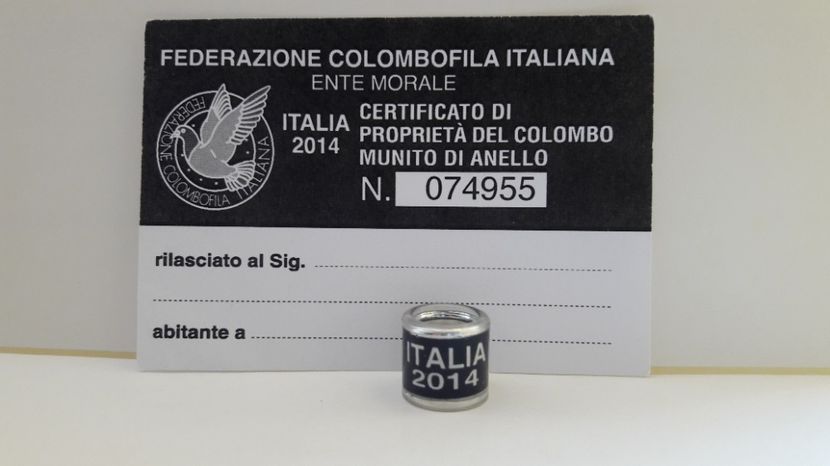 FEDERAZIONE COLOMBOFILA ITALIANA
ENTE MORALE
FEDERAZIONE COLOMBOFILA ITALIANA
ITALIA
2014
CERTIFICATO DI
PROPRIETÀ DEL COLOMBO
MUNITO DI ANELLO
N. 074955
rilasciato al Sig.
abitante a
ITALIA
2014